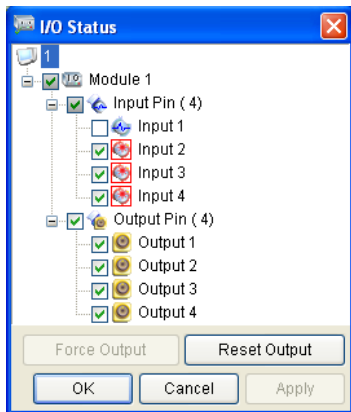 I/O Status
1
Module 1
Input Pin ( 4)
Input 1
Input 2
Input 3
Input 4
Output Pin ( 4)
Output 1
Output 2
Output 3
Output 4
Force Output
Reset Output
OK
Cancel
Apply